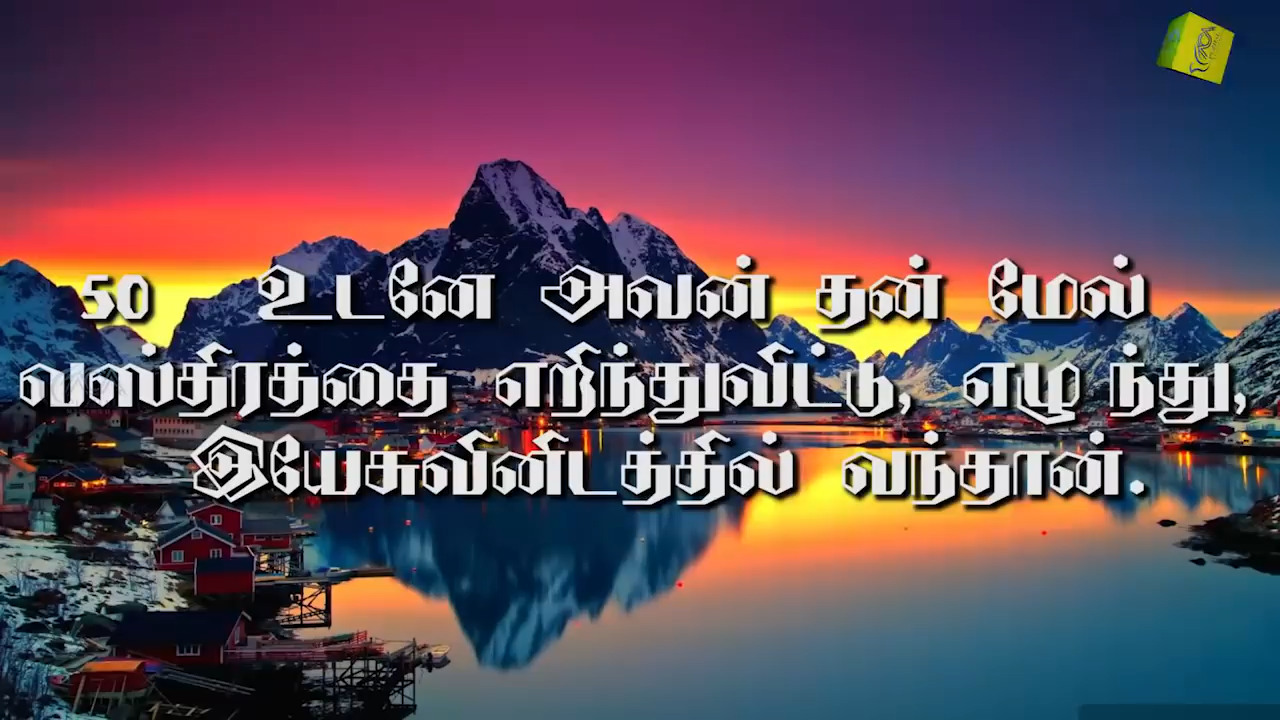 50 உடனே அவன் தன் மேல்
வஸ்திரத்தை எறிந்துவிட்டு, எழுந்து,
இயேசுவினிடத்தில் வந்தான்.